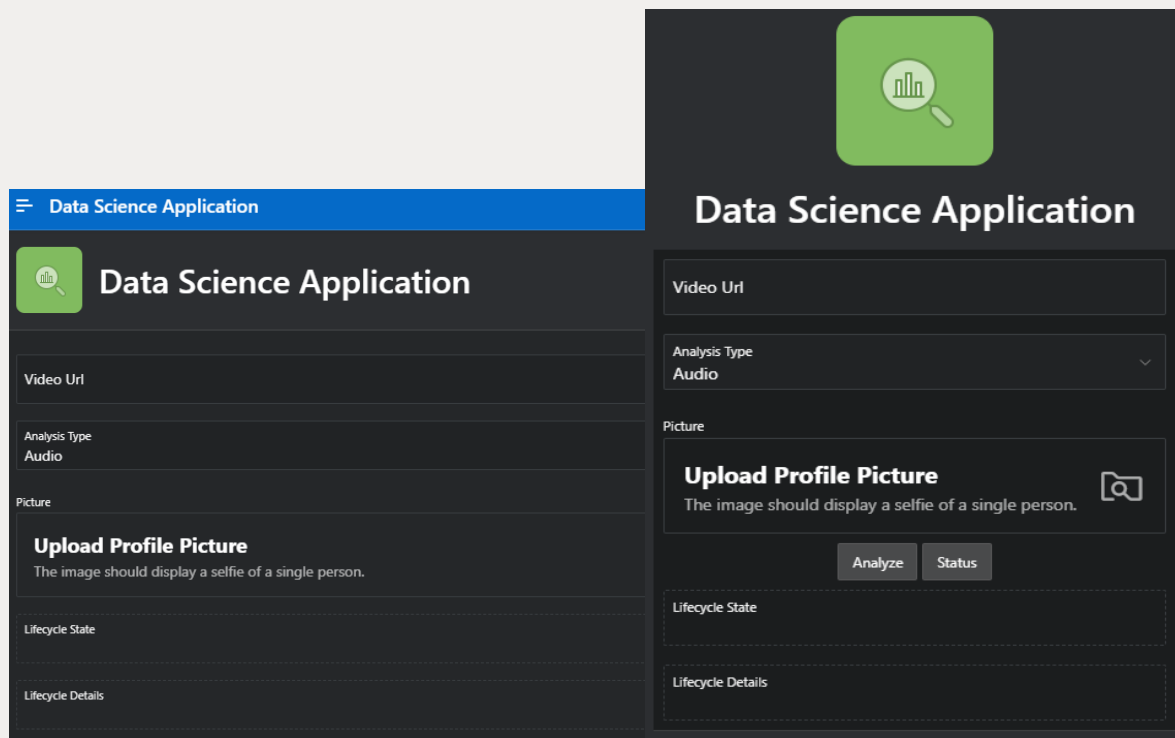 Data Science Application
Data Science Application
Video Url
Analysis Type
Audio
Picture
Upload Profile Picture
The image should display a selfie of a single person.
Lifecycle State
Lifecycle Details
Data Science Application
Video Url
Analysis Type
Audio
Picture
Upload Profile Picture
The image should display a selfie of a single person.
Analyze Status
Lifecycle State
Lifecycle Details